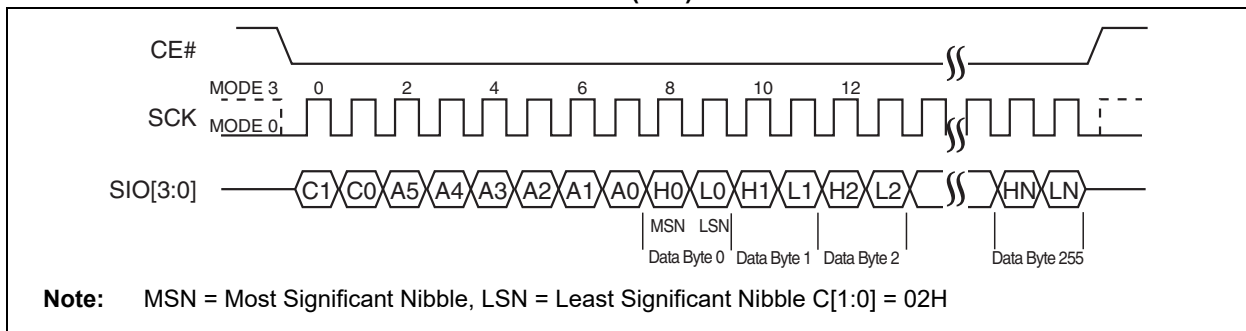 CE#
MODE 3 0 2 4 6 8 10 12
SCK
MODE 0
SIO[3:0] C1 C0 A5 A4 A3 A2 A1 A0 H0 L0 H1 L1 H2 L2 HN LN
MSN LSN
Data Byte 0 Data Byte 1 Data Byte 2 Data Byte 255
Note: MSN = Most Significant Nibble, LSN = Least Significant Nibble C[1:0] = 02H